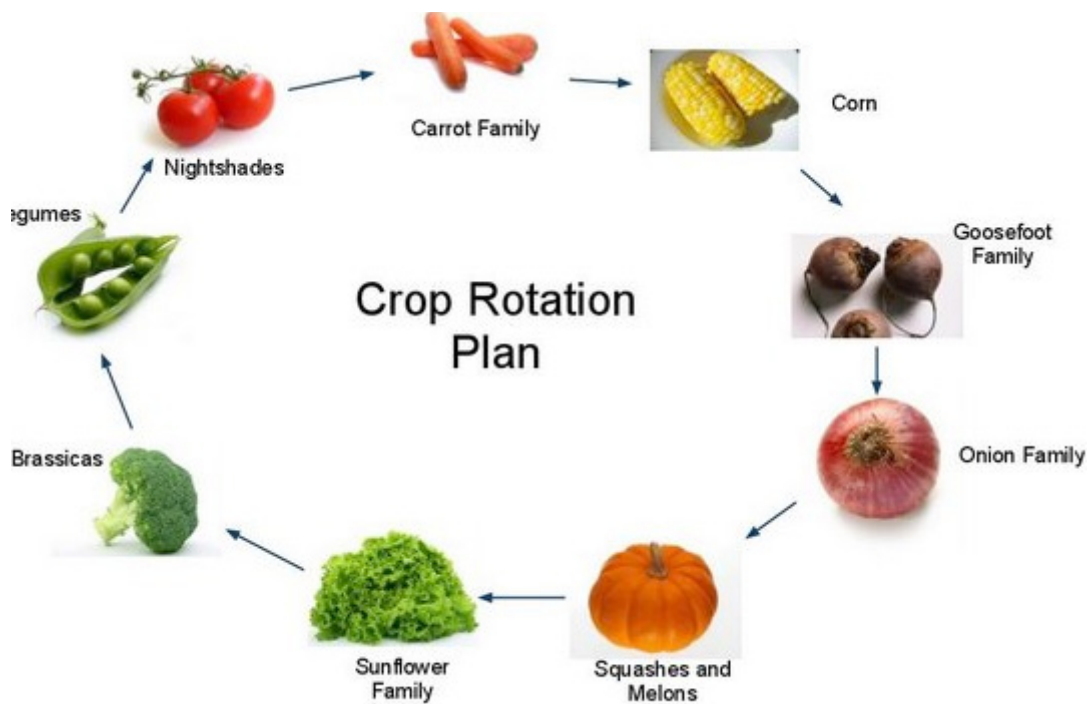 Carrot Family
Corn
Nightshades
egumes
Goosefoot
Family
Crop Rotation
Plan
Onion Family
Brassicas
Sunflower
Family
Squashes and
Melons